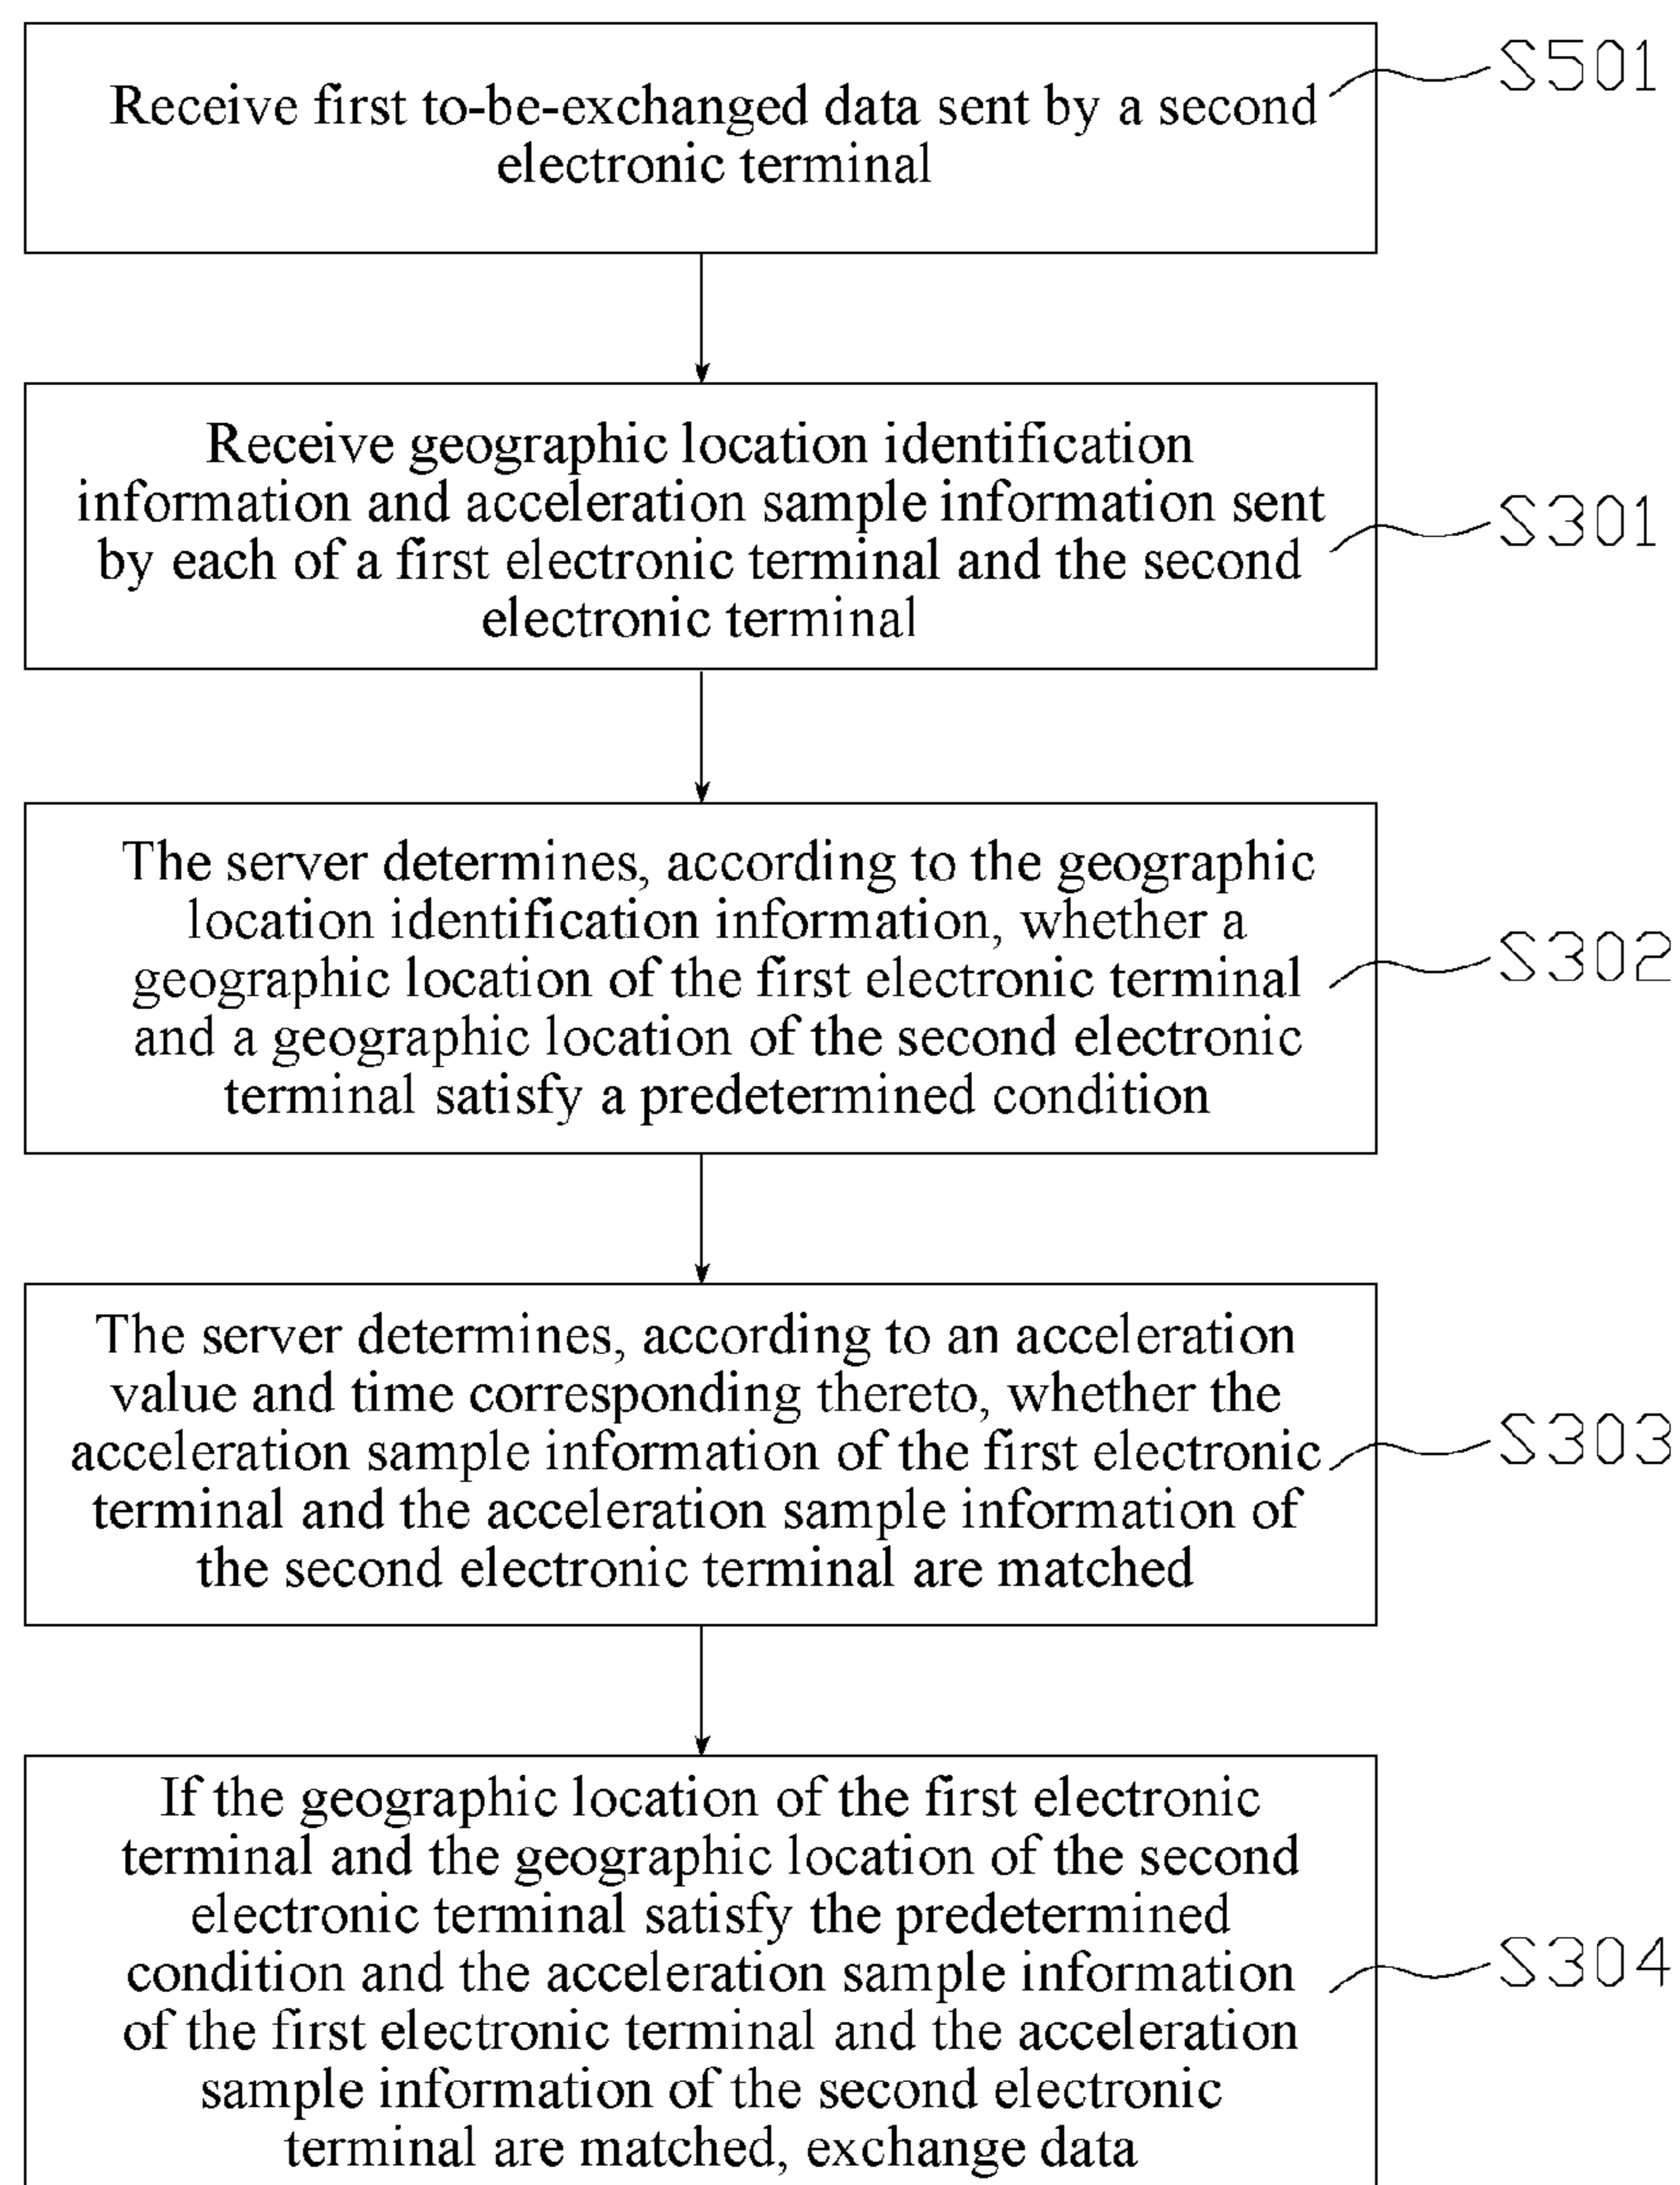 Receive first to-be-exchanged data sent by a second
electronic terminal
S501
Receive geographic location identification
information and acceleration sample information sent
by each of a first electronic terminal and the second
electronic terminal
S301
The server determines, according to the geographic
location identification information, whether a
geographic location of the first electronic terminal
and a geographic location of the second electronic
terminal satisfy a predetermined condition
S302
The server determines, according to an acceleration
value and time corresponding thereto, whether the
acceleration sample information of the first electronic
terminal and the acceleration sample information of
the second electronic terminal are matched
S303
If the geographic location of the first electronic
terminal and the geographic location of the second
electronic terminal satisfy the predetermined
condition and the acceleration sample information
of the first electronic terminal and the acceleration
sample information of the second electronic
terminal are matched, exchange data
S304